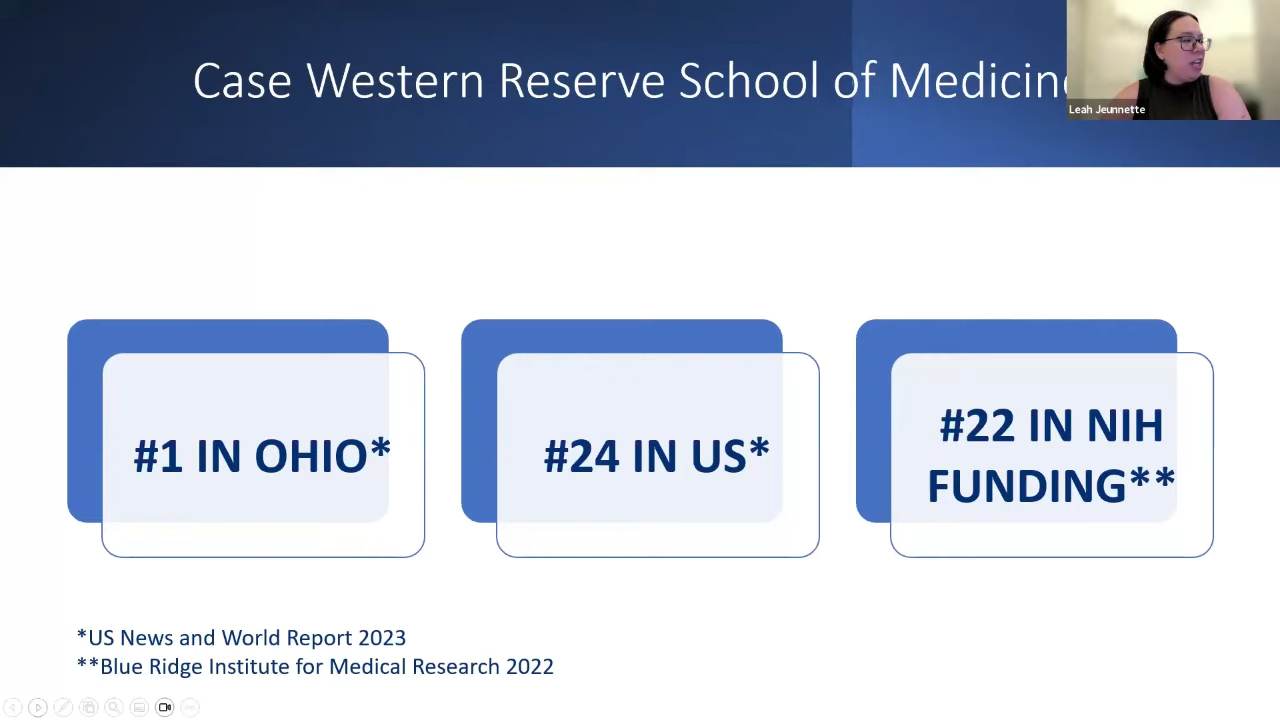 Case Western Reserve School of Medicine
Leah Jeunnette
#1 IN OHIO*
#24 IN US*
#22 IN NIH
FUNDING**
*US News and World Report 2023
**Blue Ridge Institute for Medical Research 2022